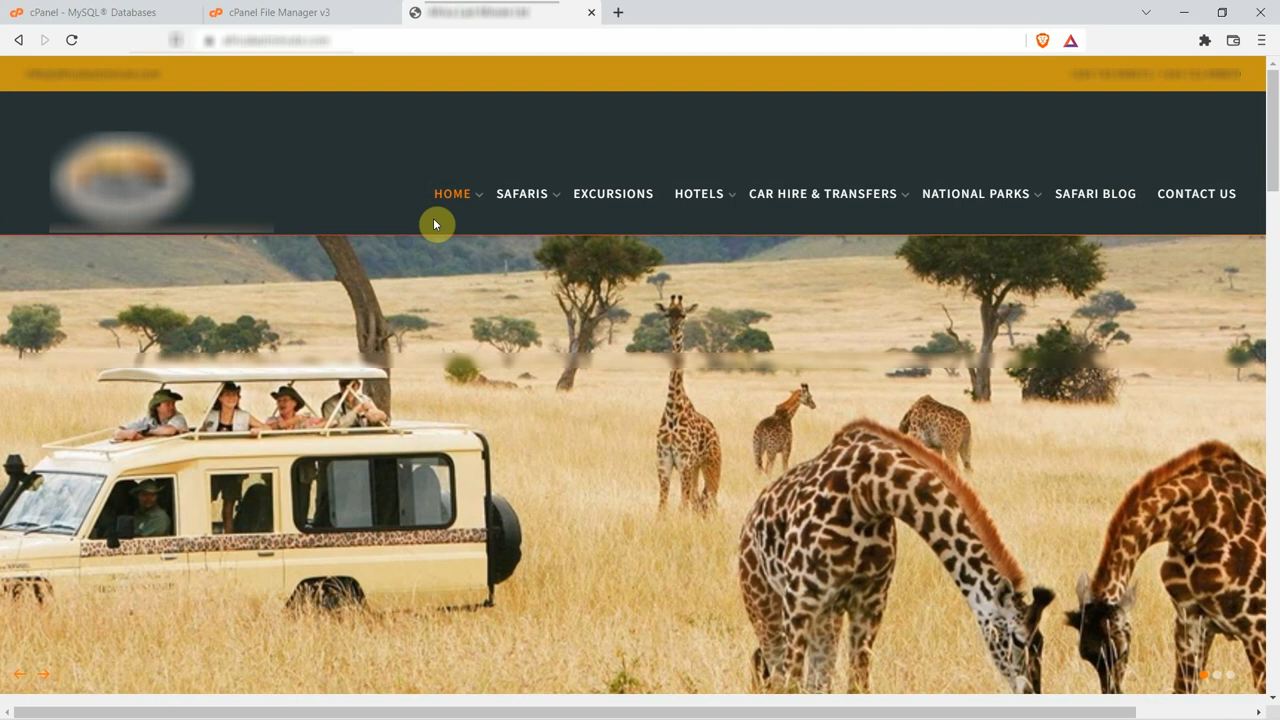 cPanel - MySQL® Databases
cPanel File Manager v3
HOME
SAFARIS
EXCURSIONS
HOTELS
CAR HIRE & TRANSFERS
NATIONAL PARKS
SAFARI BLOG
CONTACT US